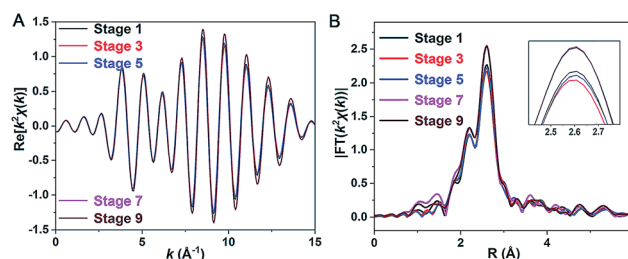 A
Stage 1
Stage 3
Stage 5
Stage 7
Stage 9
Re[k²χ(k)]
1.5
1.0
0.5
0.0
-0.5
-1.0
-1.5
0
5
10
15
k (Å⁻¹)
B
Stage 1
Stage 3
Stage 5
Stage 7
Stage 9
|FT(k²χ(k))|
3.0
2.5
2.0
1.5
1.0
0.5
0.0
0
2
4
R (Å)
2.5
2.6
2.7